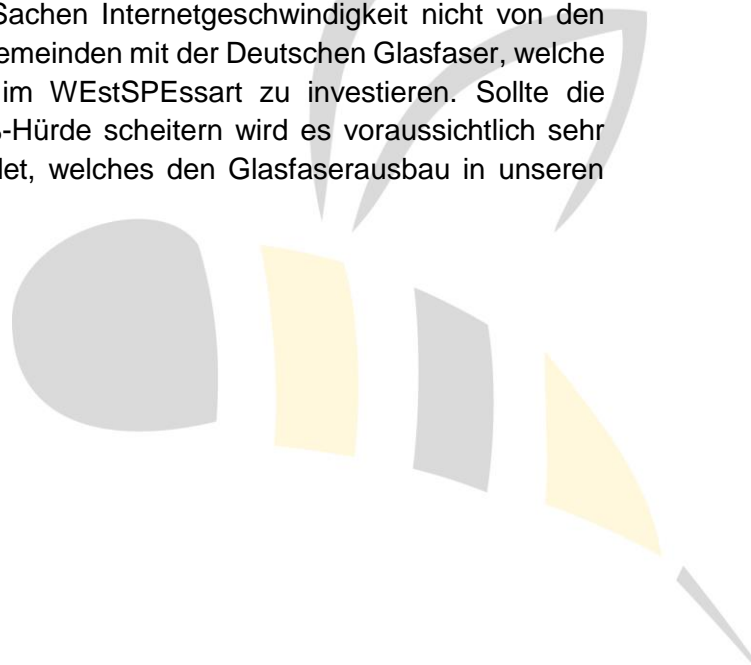 Sachen Internetgeschwindigkeit nicht von den
emeinden mit der Deutschen Glasfaser, welche
im WEstSPEssart zu investieren. Sollte die
-Hürde scheitern wird es voraussichtlich sehr
det, welches den Glasfaserausbau in unseren